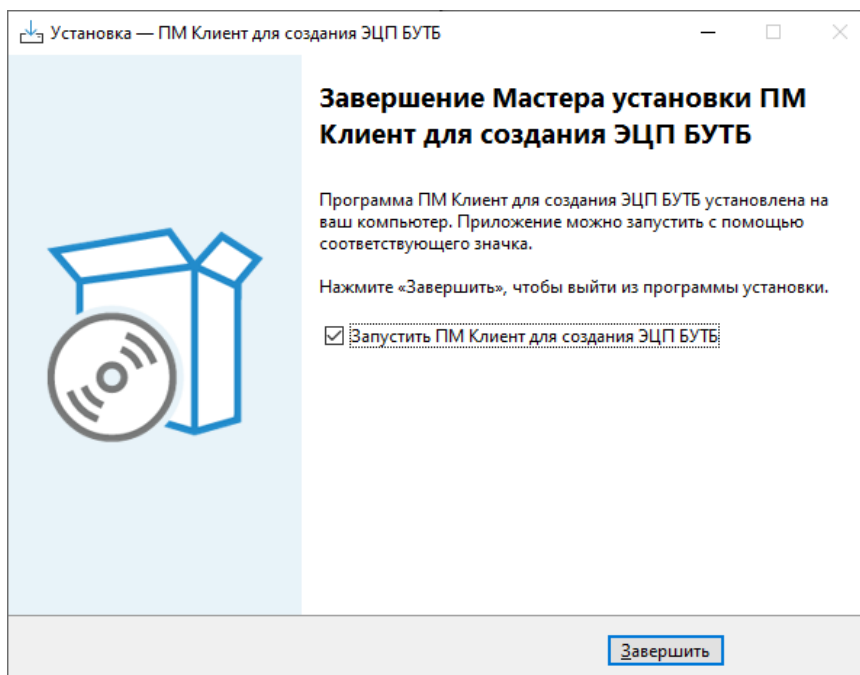 Установка — ПМ Клиент для создания ЭЦП БУТБ
Завершение Мастера установки ПМ
Клиент для создания ЭЦП БУТБ
Программа ПМ Клиент для создания ЭЦП БУТБ установлена на
ваш компьютер. Приложение можно запустить с помощью
соответствующего значка.
Нажмите «Завершить», чтобы выйти из программы установки.
Запустить ПМ Клиент для создания ЭЦП БУТБ
Завершить